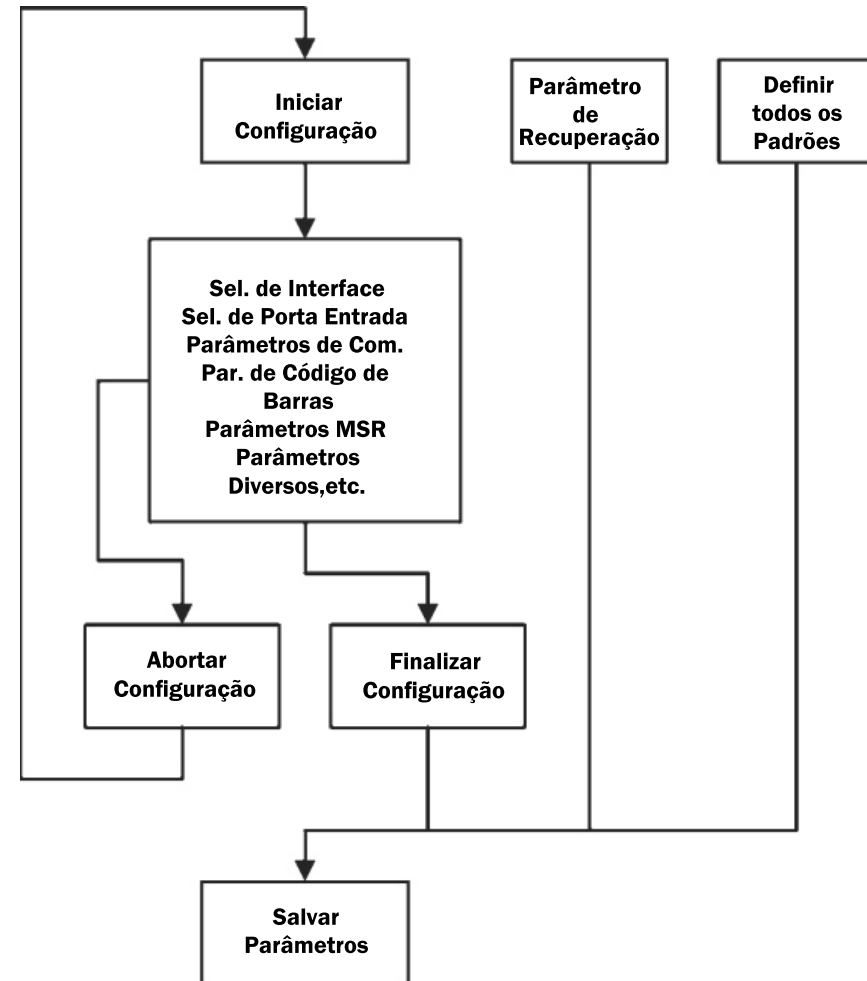 Iniciar
Configuração
Parâmetro
de
Recuperação
Definir
todos os
Padrões
Sel. de Interface
Sel. de Porta Entrada
Parâmetros de Com.
Par. de Código de
Barras
Parâmetros MSR
Parâmetros
Diversos,etc.
Abortar
Configuração
Finalizar
Configuração
Salvar
Parâmetros